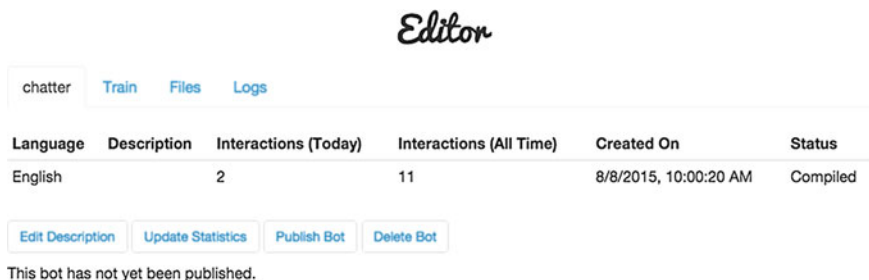 Editor
chatter Train Files Logs
Language Description Interactions (Today) Interactions (All Time) Created On Status
English 2 11 8/8/2015, 10:00:20 AM Compiled
Edit Description Update Statistics Publish Bot Delete Bot
This bot has not yet been published.